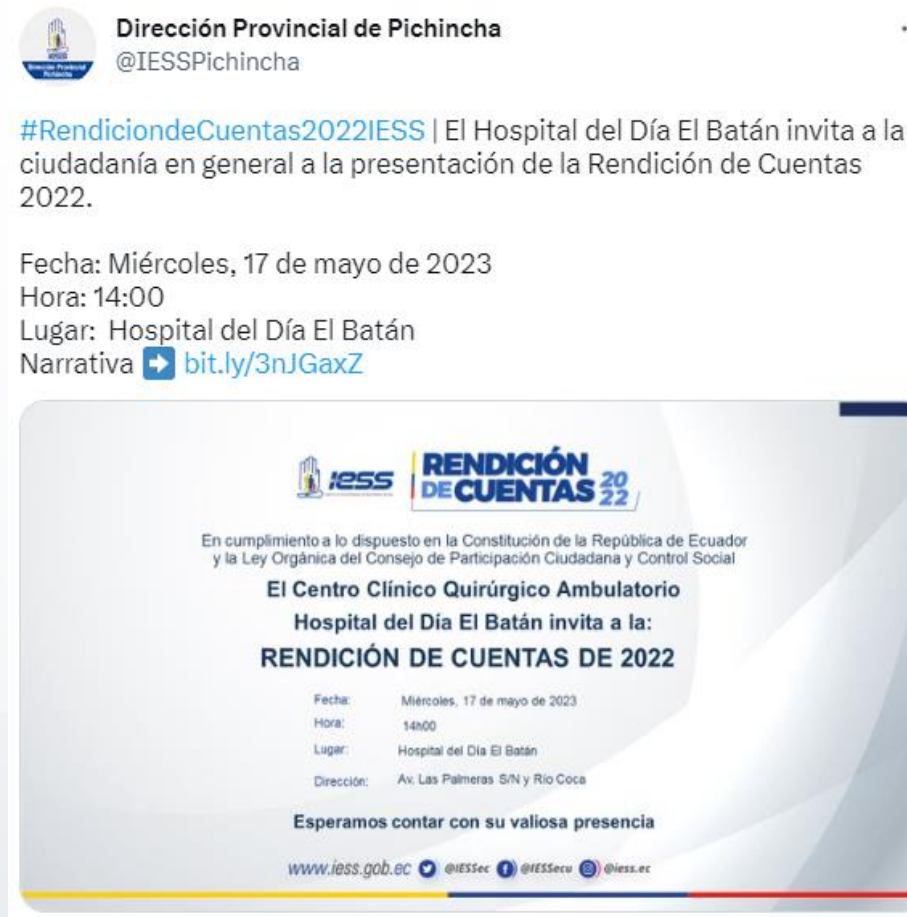 Dirección Provincial de Pichincha
@IESSPichincha
#RendiciondeCuentas2022IESS | El Hospital del Día El Batán invita a la
ciudadanía en general a la presentación de la Rendición de Cuentas
2022.
Fecha: Miércoles, 17 de mayo de 2023
Hora: 14:00
Lugar: Hospital del Día El Batán
Narrativa ➡ bit.ly/3nJGaxZ
IESS RENDICIÓN
DE CUENTAS 2022
En cumplimiento a lo dispuesto en la Constitución de la República de Ecuador
y la Ley Orgánica del Consejo de Participación Ciudadana y Control Social
El Centro Clínico Quirúrgico Ambulatorio
Hospital del Día El Batán invita a la:
RENDICIÓN DE CUENTAS DE 2022
Fecha: Miércoles, 17 de mayo de 2023
Hora: 14h00
Lugar: Hospital del Día El Batán
Dirección: Av. Las Palmeras S/N y Río Coca
Esperamos contar con su valiosa presencia
www.iess.gob.ec @IESSec @IESSecu @iess.ec